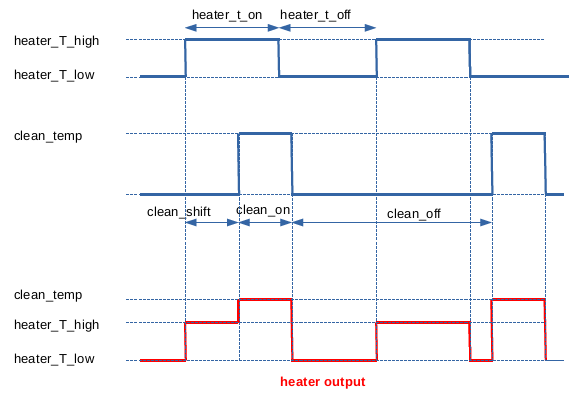 heater_t_on heater_t_off
heater_T_high
heater_T_low
clean_temp
clean_shift clean_on clean_off
clean_temp
heater_T_high
heater_T_low
heater output